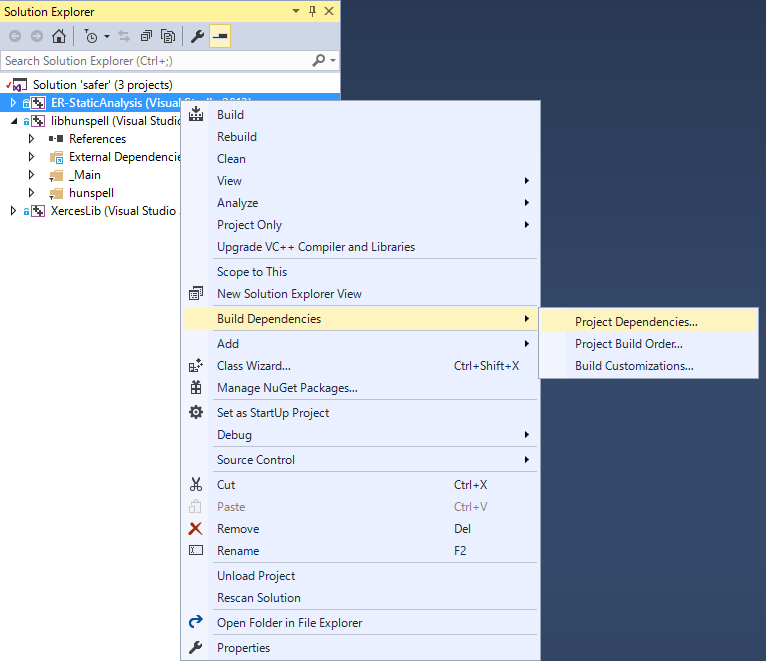 Solution Explorer
Search Solution Explorer (Ctrl+;)
Solution 'safer' (3 projects)
ER-StaticAnalysis (Visual
libhunspell (Visual Studio
References
External Dependencies
_Main
hunspell
XercesLib (Visual Studio
Build
Rebuild
Clean
View
Analyze
Project Only
Upgrade VC++ Compiler and Libraries
Scope to This
New Solution Explorer View
Build Dependencies
Project Dependencies...
Project Build Order...
Build Customizations...
Add
Class Wizard... Ctrl+Shift+X
Manage NuGet Packages...
Set as StartUp Project
Debug
Source Control
Cut Ctrl+X
Paste Ctrl+V
Remove Del
Rename F2
Unload Project
Rescan Solution
Open Folder in File Explorer
Properties